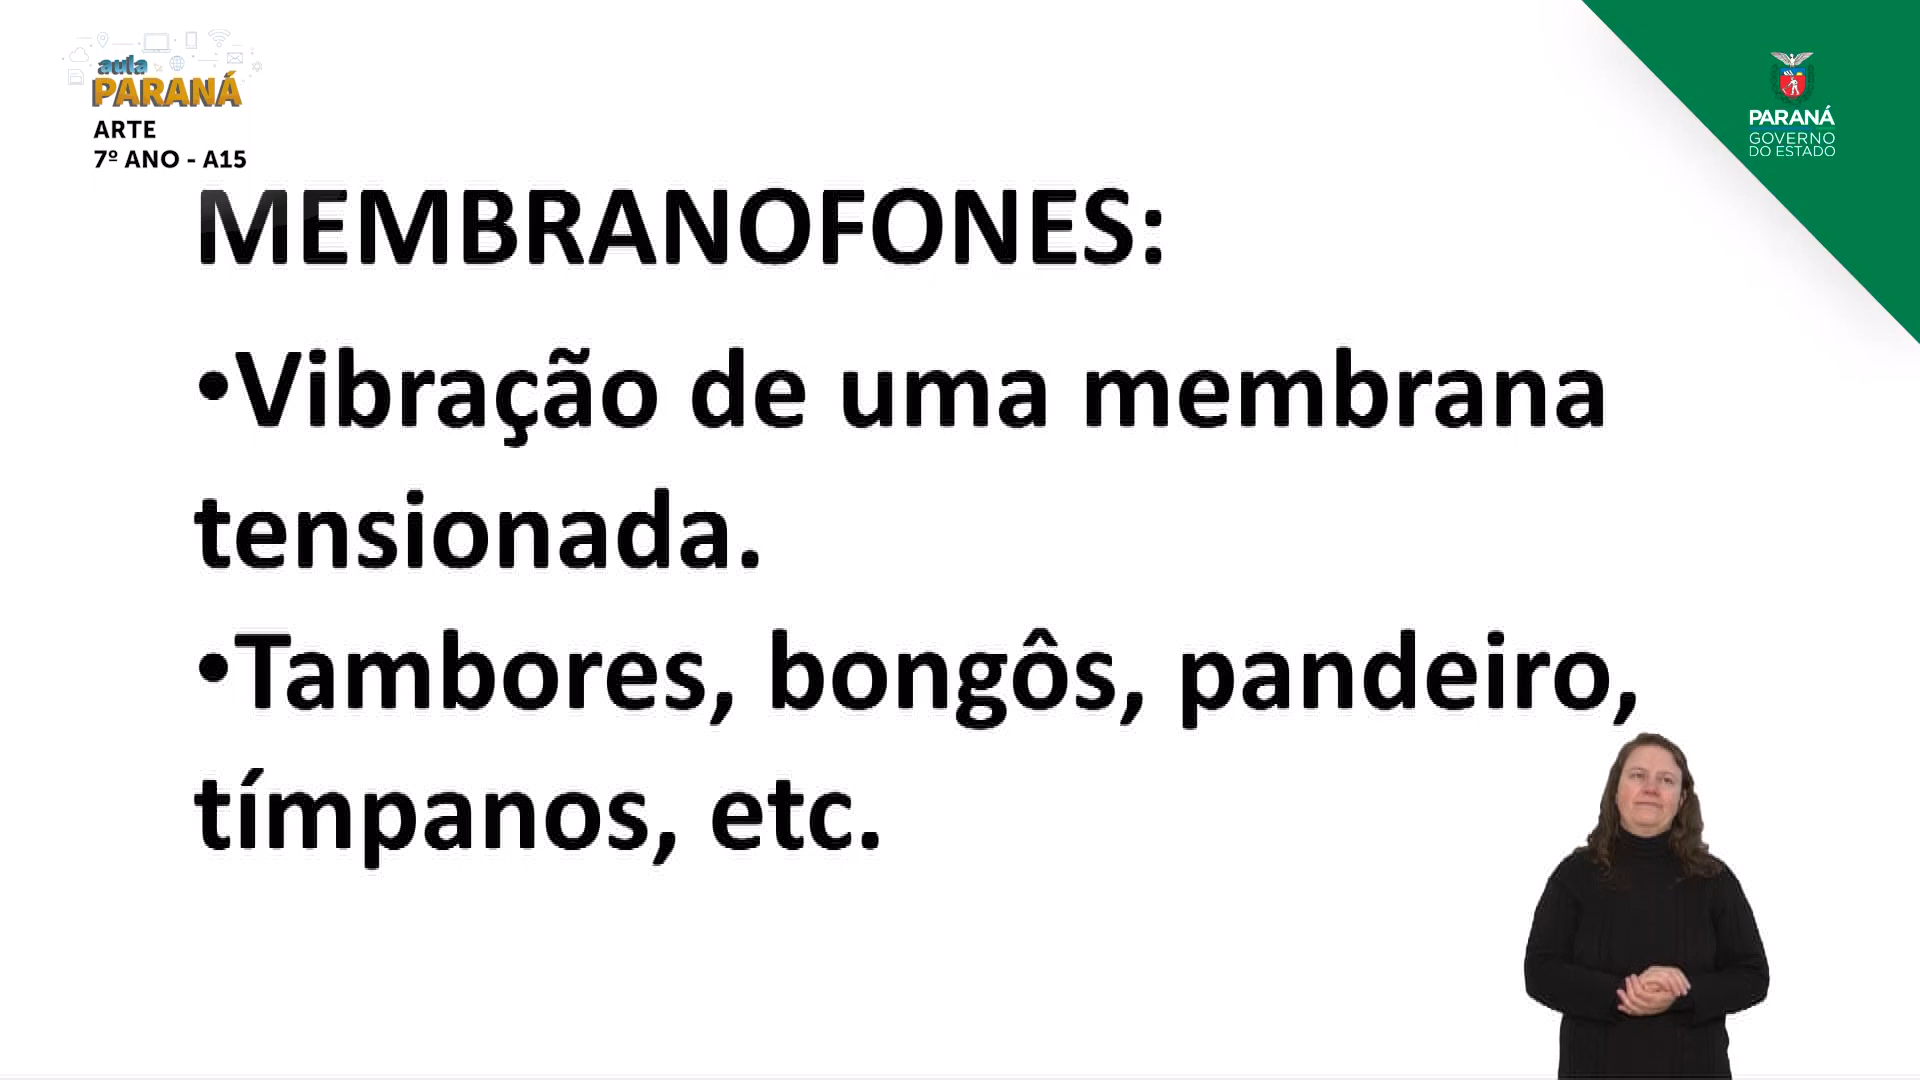 aula
PARANÁ
ARTE
7º ANO - A15
PARANÁ
GOVERNO
DO ESTADO
MEMBRANOFONES:
•Vibração de uma membrana
tensionada.
•Tambores, bongôs, pandeiro,
tímpanos, etc.